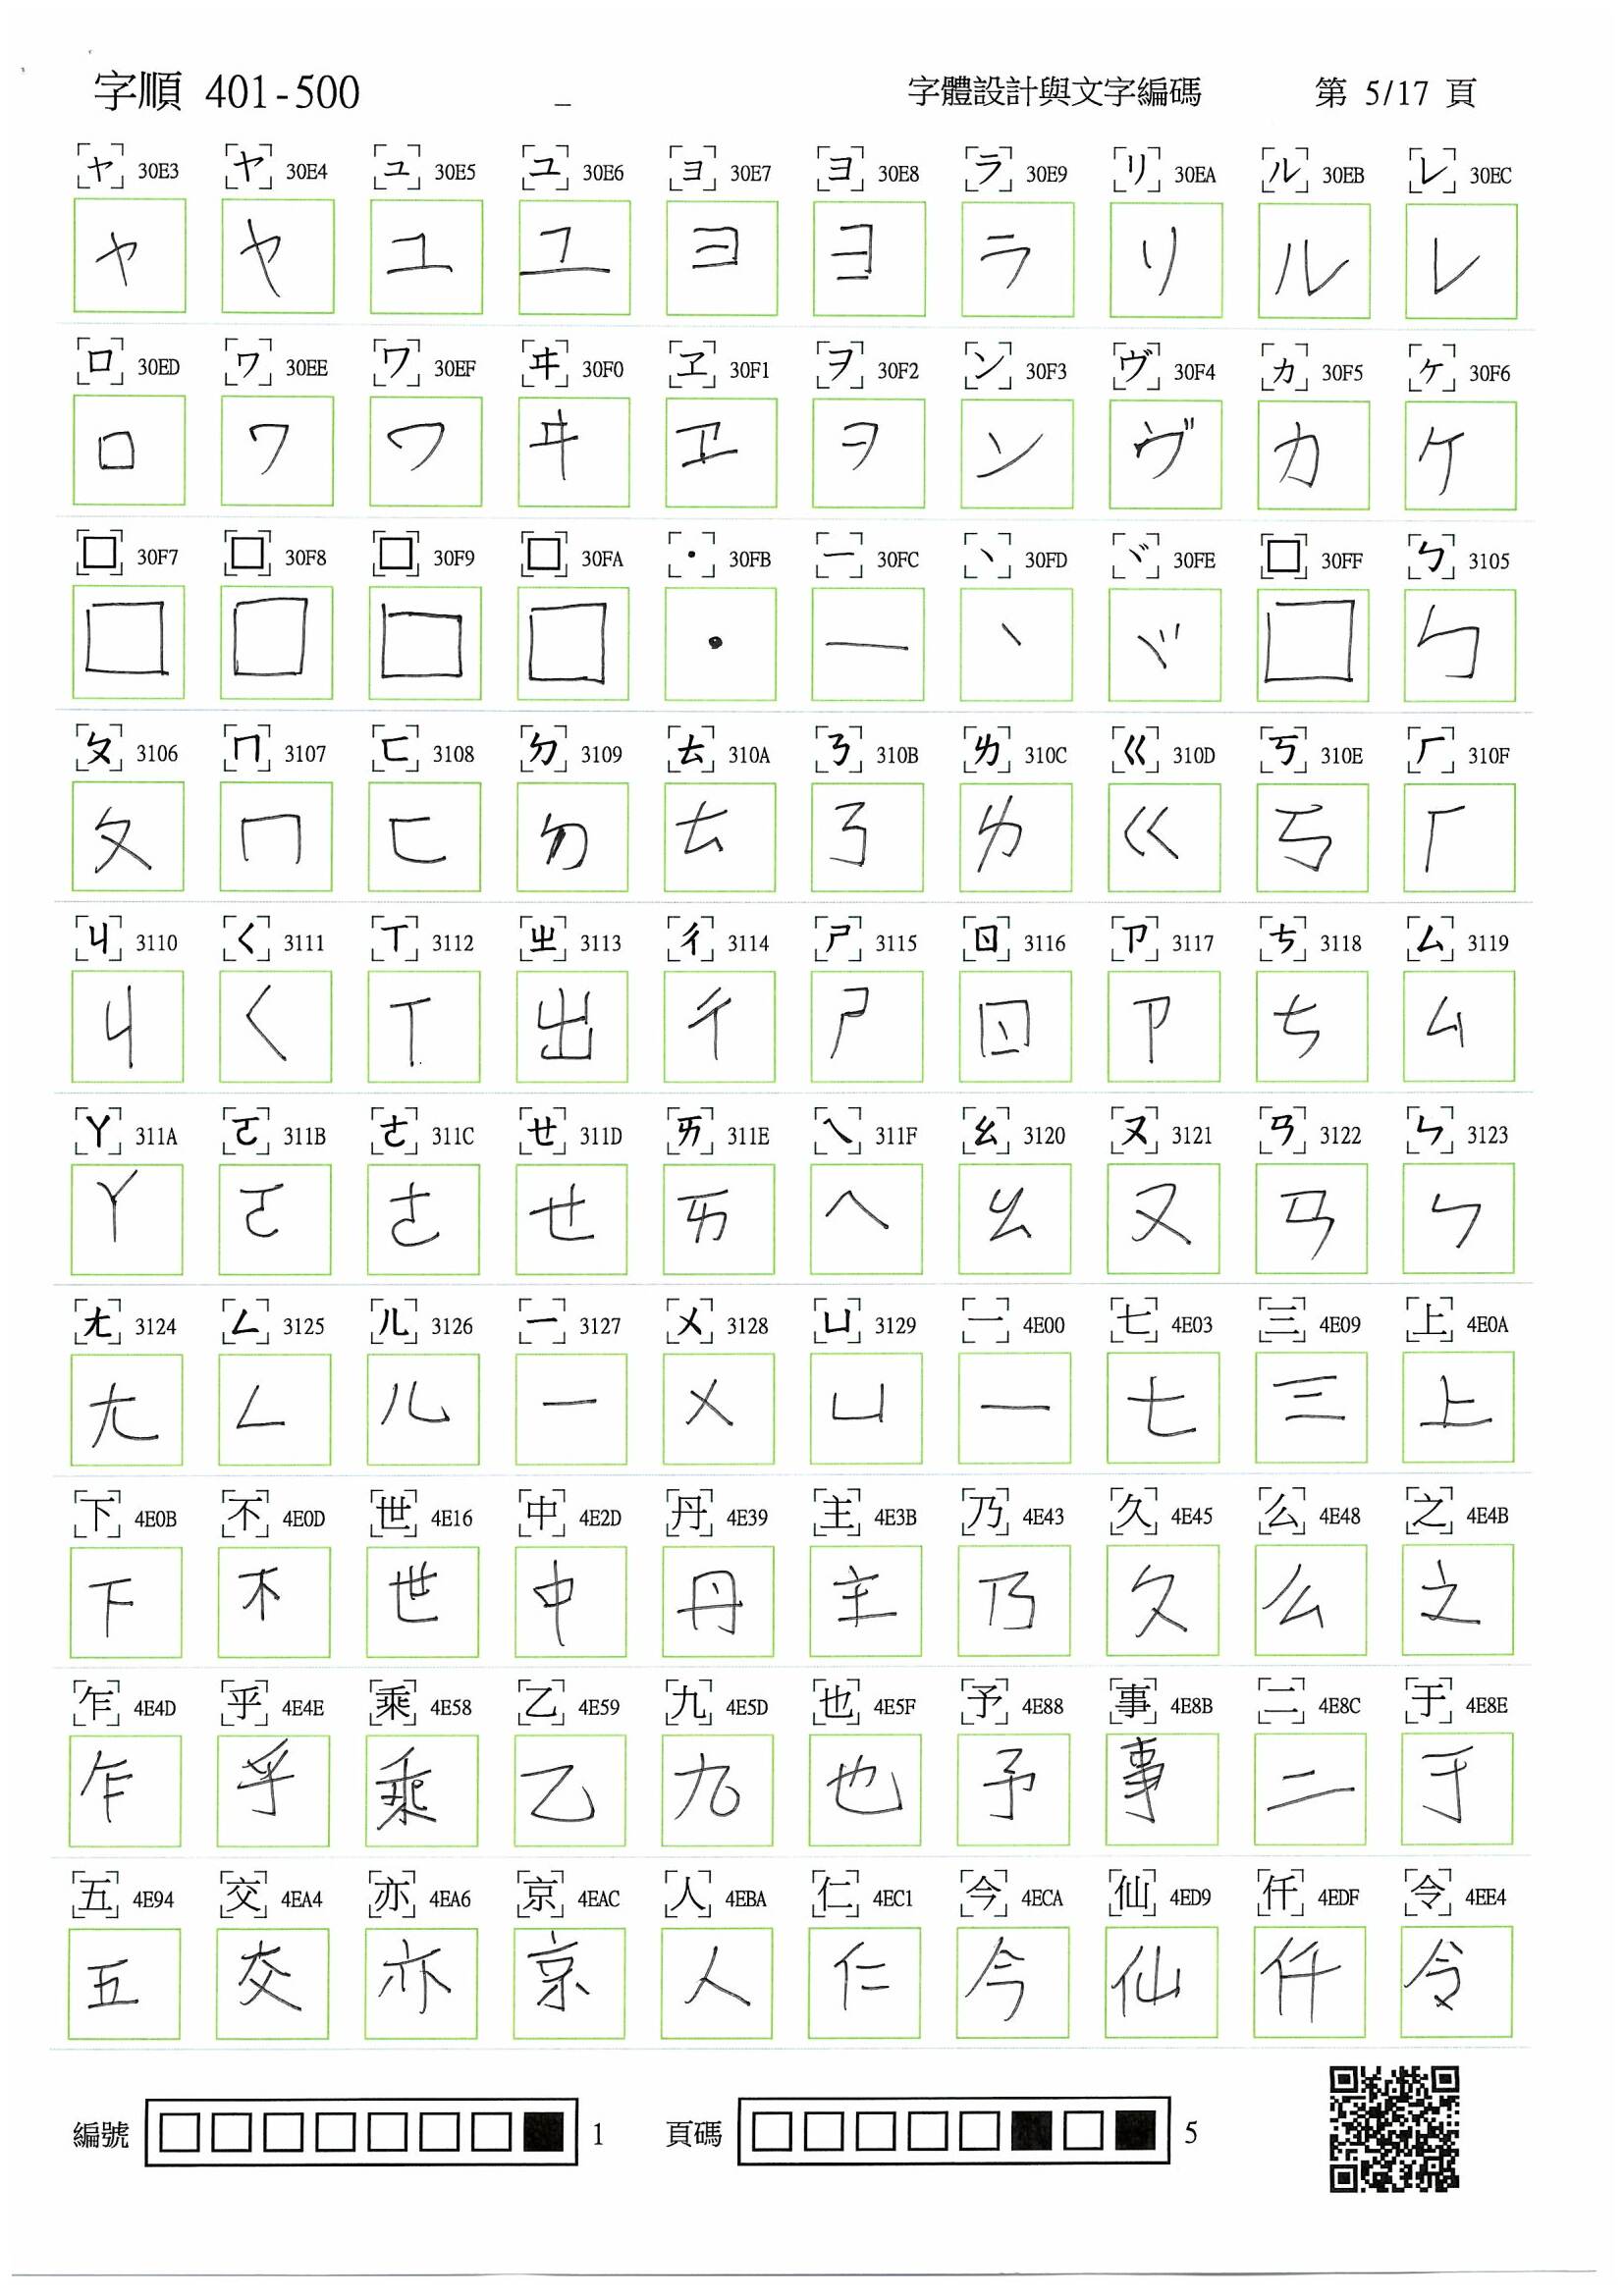 字順 401-500 _ 字體設計與文字編碼 第 5/17 頁
ャ 30E3 ヤ 30E4 ュ 30E5 ユ 30E6 ョ 30E7 ヨ 30E8 ラ 30E9 リ 30EA ル 30EB レ 30EC
ャ ヤ ュ ユ ョ ヨ ラ リ ル レ
ロ 30ED ヮ 30EE ワ 30EF ヰ 30F0 ヱ 30F1 ヲ 30F2 ン 30F3 ヴ 30F4 ヵ 30F5 ヶ 30F6
ロ ヮ ワ ヰ ヱ ヲ ン ヴ ヵ ヶ
□ 30F7 □ 30F8 □ 30F9 □ 30FA ・ 30FB ー 30FC ヽ 30FD ヾ 30FE □ 30FF ㄅ 3105
□ □ □ □ ・ ー ヽ ヾ □ ㄅ
ㄆ 3106 ㄇ 3107 ㄈ 3108 ㄉ 3109 ㄊ 310A ㄋ 310B ㄌ 310C ㄍ 310D ㄎ 310E ㄏ 310F
ㄆ ㄇ ㄈ ㄉ ㄊ ㄋ ㄌ ㄍ ㄎ ㄏ
ㄐ 3110 ㄑ 3111 ㄒ 3112 ㄓ 3113 ㄔ 3114 ㄕ 3115 ㄖ 3116 ㄗ 3117 ㄘ 3118 ㄙ 3119
ㄐ ㄑ ㄒ ㄓ ㄔ ㄕ ㄖ ㄗ ㄘ ㄙ
ㄚ 311A ㄛ 311B ㄜ 311C ㄝ 311D ㄞ 311E ㄟ 311F ㄠ 3120 ㄡ 3121 ㄢ 3122 ㄣ 3123
ㄚ ㄛ ㄜ ㄝ ㄞ ㄟ ㄠ ㄡ ㄢ ㄣ
ㄤ 3124 ㄥ 3125 ㄦ 3126 ㄧ 3127 ㄨ 3128 ㄩ 3129 一 4E00 七 4E03 三 4E09 上 4E0A
ㄤ ㄥ ㄦ ㄧ ㄨ ㄩ 一 七 三 上
下 4E0B 不 4E0D 世 4E16 中 4E2D 丹 4E39 主 4E3B 乃 4E43 久 4E45 么 4E48 之 4E4B
下 不 世 中 丹 主 乃 久 么 之
乍 4E4D 乎 4E4E 乘 4E58 乙 4E59 九 4E5D 也 4E5F 予 4E88 事 4E8B 二 4E8C 于 4E8E
乍 乎 乘 乙 九 也 予 事 二 于
五 4E94 交 4EA4 亦 4EA6 京 4EAC 人 4EBA 仁 4EC1 今 4ECA 仙 4ED9 仟 4EDF 令 4EE4
五 交 亦 京 人 仁 今 仙 仟 令
編號 1 頁碼 5